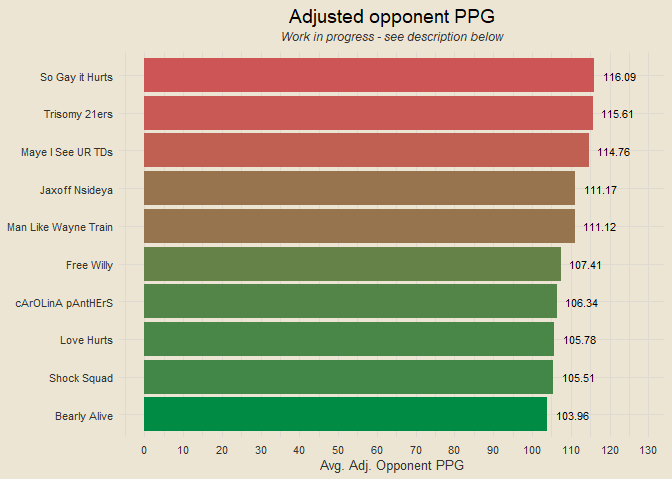 Adjusted opponent PPG
Work in progress - see description below
So Gay it Hurts 116.09
Trisomy 21ers 115.61
Maye I See UR TDs 114.76
Jaxoff Nsideya 111.17
Man Like Wayne Train 111.12
Free Willy 107.41
cArOLinA pAntHErS 106.34
Love Hurts 105.78
Shock Squad 105.51
Bearly Alive 103.96
0 10 20 30 40 50 60 70 80 90 100 110 120 130
Avg. Adj. Opponent PPG